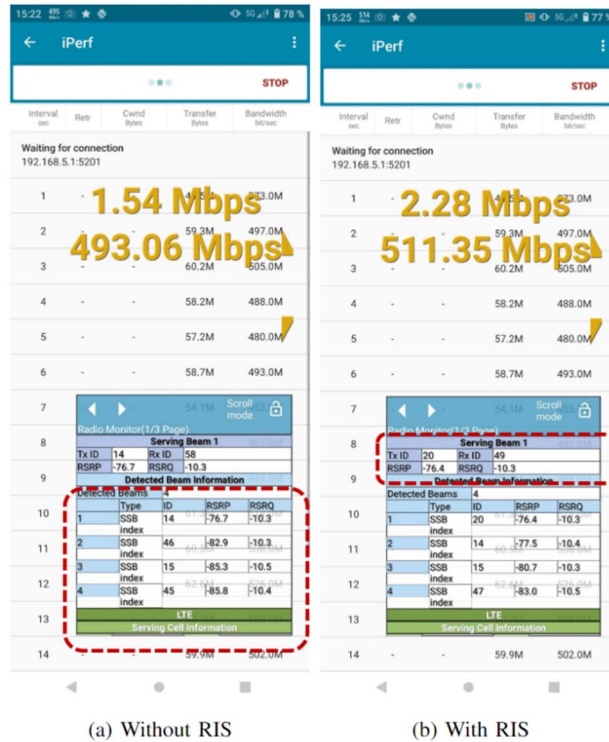 15:22 495 5G 78 %
iPerf
STOP
Interval sec Retr Cwnd Bytes Transfer Bytes Bandwidth bit/sec
Waiting for connection
192.168.5.1:5201
1 - 273.0M
1.54 Mbps
2 - 59.3M 497.0M
493.06 Mbps
3 - - 60.2M 505.0M
4 - - 58.2M 488.0M
5 - - 57.2M 480.0M
6 - - 58.7M 493.0M
7 54.1M Scroll mode
Radio Monitor(1/3 Page)
8 Serving Beam 1
Tx ID 14 Rx ID 58
RSRP -76.7 RSRQ -10.3
9 Detected Beam Information
Detected Beams 4
Type ID RSRP RSRQ
10 1 SSB index 14 -76.7 -10.3
11 2 SSB index 46 -82.9 -10.3
3 SSB index 15 -85.3 -10.5
12 4 SSB index 45 -85.8 -10.4
62.6M 526.0M
13 LTE
Serving Cell Information
14 - - 59.9M 502.0M
(a) Without RIS
15:25 514 5G 77 %
iPerf
STOP
Interval sec Retr Cwnd Bytes Transfer Bytes Bandwidth bit/sec
Waiting for connection
192.168.5.1:5201
1 - 273.0M
2.28 Mbps
2 - 59.3M 497.0M
511.35 Mbps
3 - - 60.2M 505.0M
4 - - 58.2M 488.0M
5 - - 57.2M 480.0M
6 - - 58.7M 493.0M
7 54.1M Scroll mode
Radio Monitor(1/3 Page)
8 Serving Beam 1
Tx ID 20 Rx ID 49
RSRP -76.4 RSRQ -10.3
9 Detected Beam Information
Detected Beams 4
Type ID RSRP RSRQ
10 1 SSB index 20 -76.4 -10.3
11 2 SSB index 14 -77.5 -10.4
3 SSB index 15 -80.7 -10.3
12 4 SSB index 47 -83.0 -10.5
13 LTE
Serving Cell Information
14 - - 59.9M 502.0M
(b) With RIS